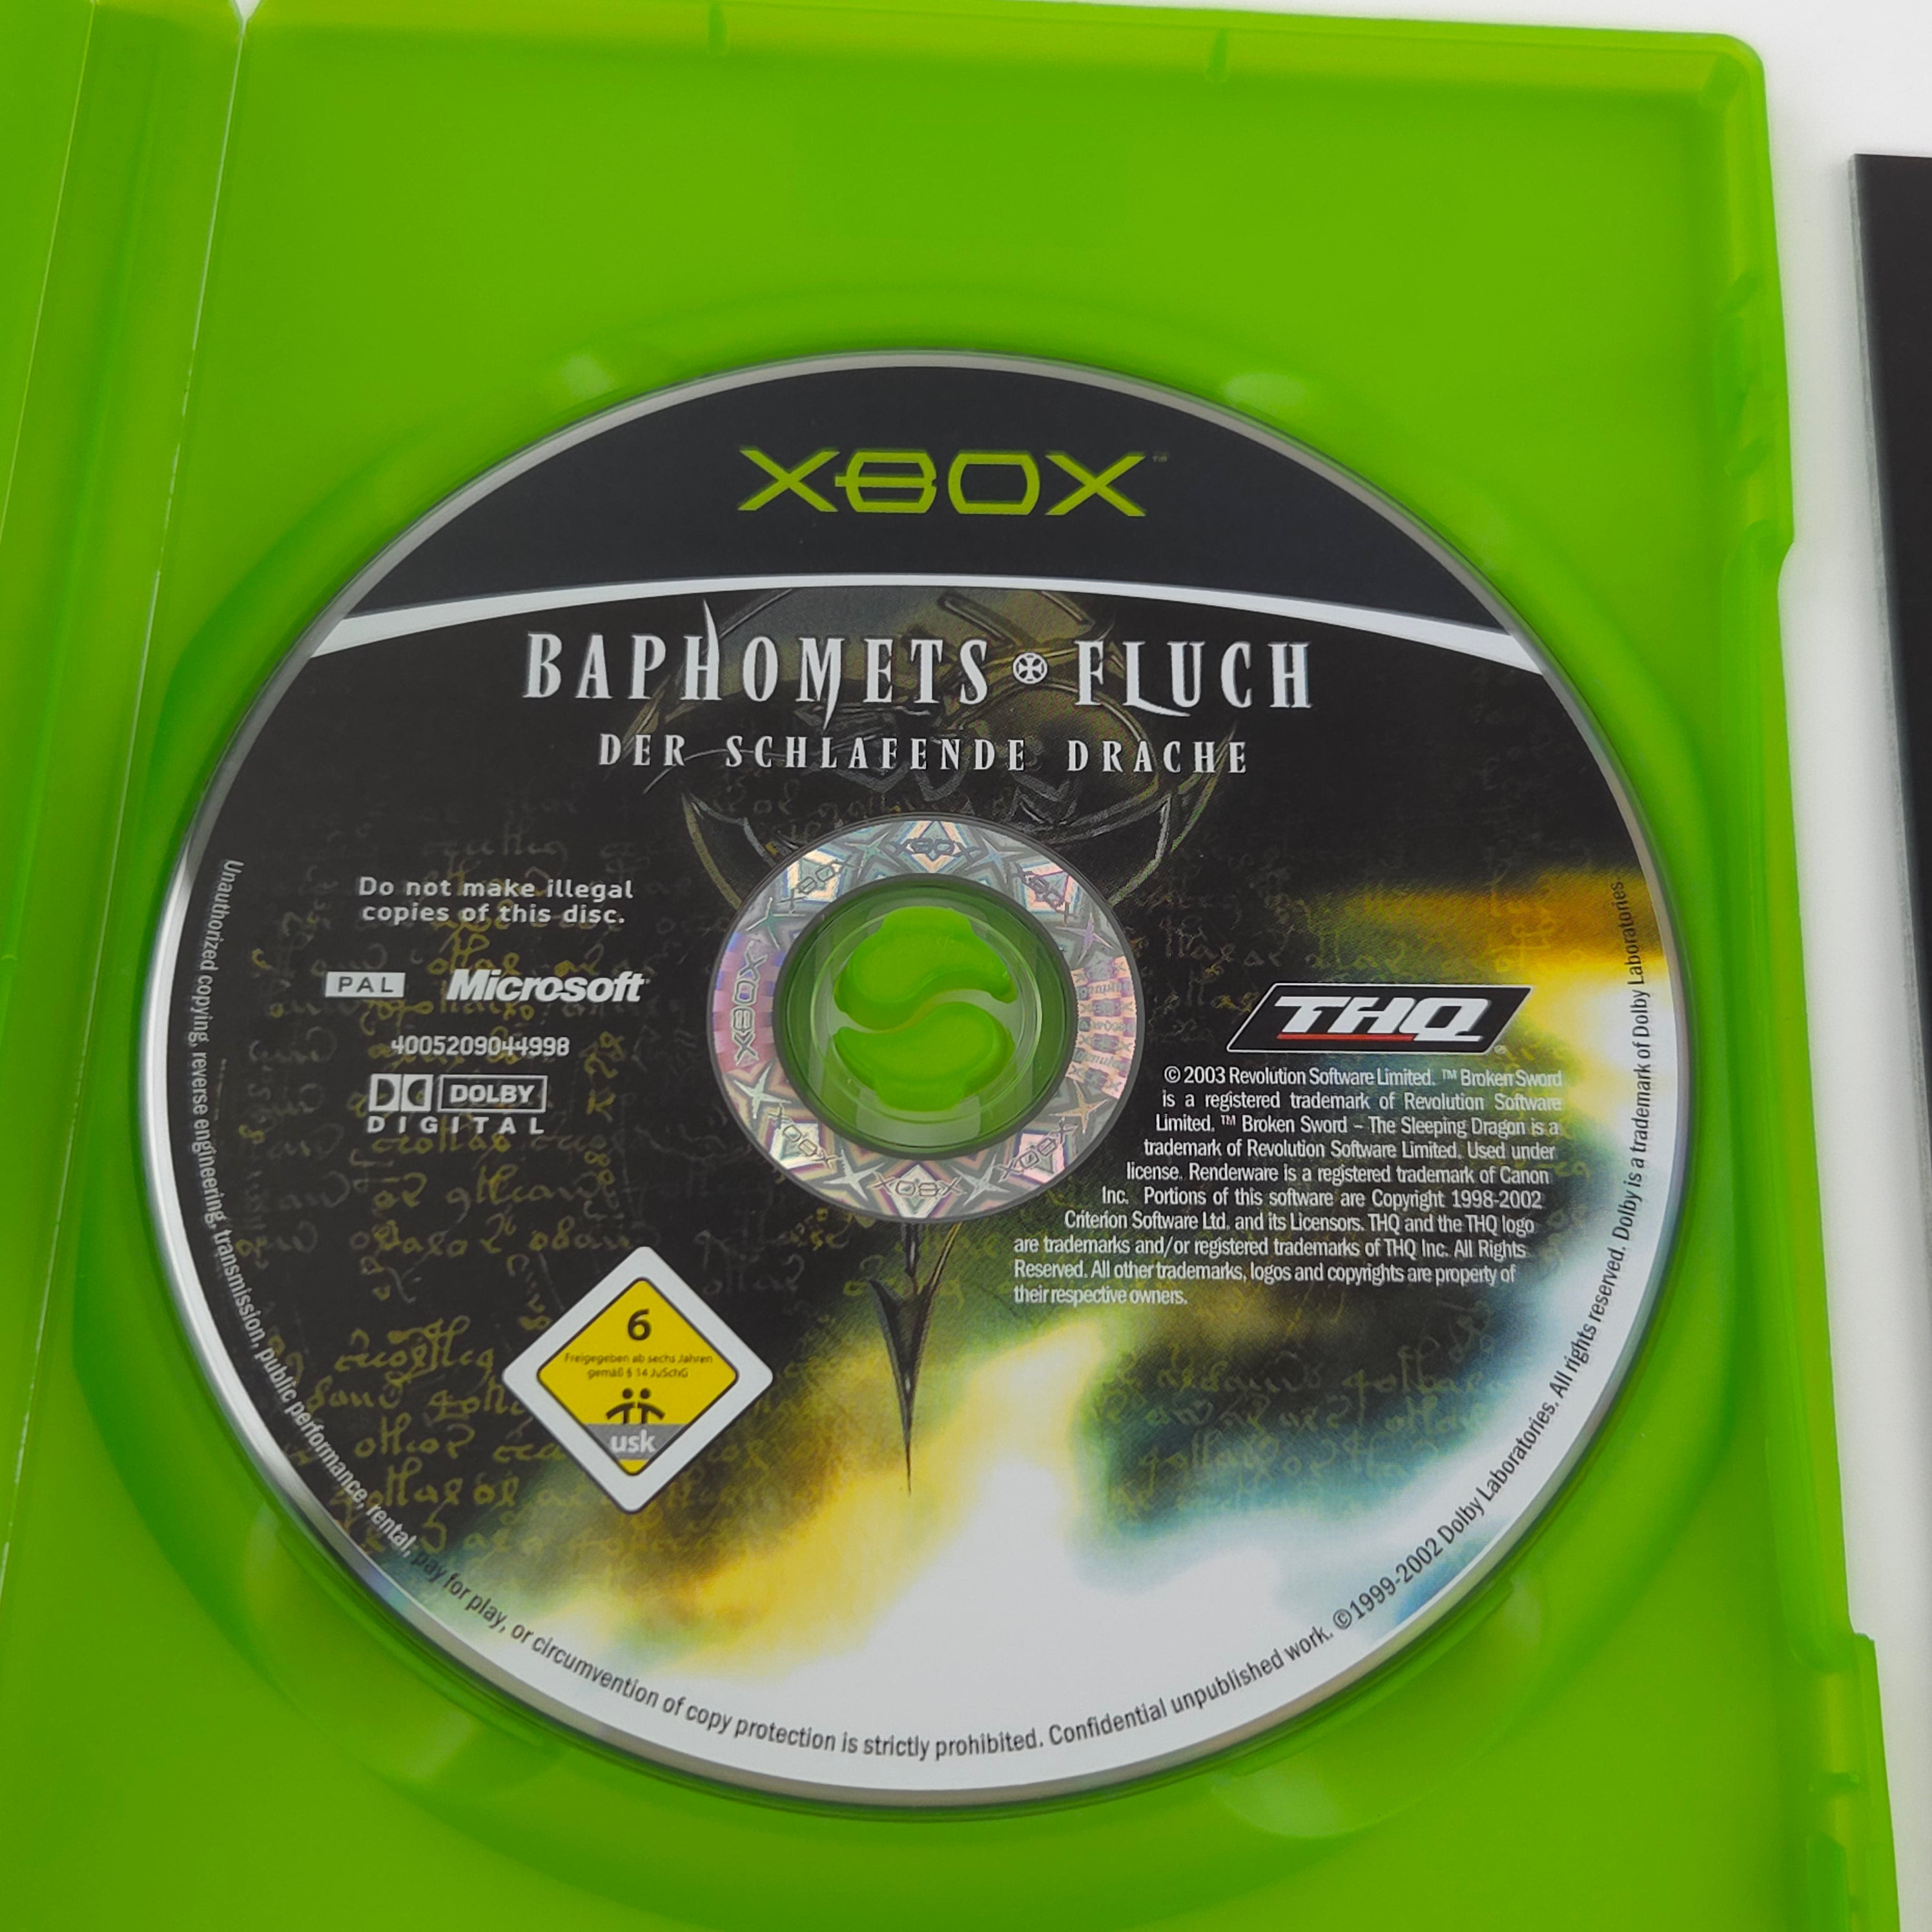 XBOX™
BAPHOMETS FLUCH
DER SCHLAFENDE DRACHE
Do not make illegal
copies of this disc.
PAL Microsoft
4005209044998
DOLBY
DIGITAL
6
Freigegeben ab sechs Jahren
gemäß § 14 JuSchG
usk
THQ
© 2003 Revolution Software Limited. ™ Broken Sword
is a registered trademark of Revolution Software
Limited. ™ Broken Sword – The Sleeping Dragon is a
trademark of Revolution Software Limited. Used under
license. Renderware is a registered trademark of Canon
Inc. Portions of this software are Copyright 1998-2002
Criterion Software Ltd. and its Licensors. THQ and the THQ logo
are trademarks and/or registered trademarks of THQ Inc. All Rights
Reserved. All other trademarks, logos and copyrights are property of
their respective owners.
Unauthorized copying, reverse engineering, transmission, public performance, rental, pay for play, or circumvention of copy protection is strictly prohibited. Confidential unpublished work. ©1999-2002 Dolby Laboratories. All rights reserved. Dolby is a trademark of Dolby Laboratories.